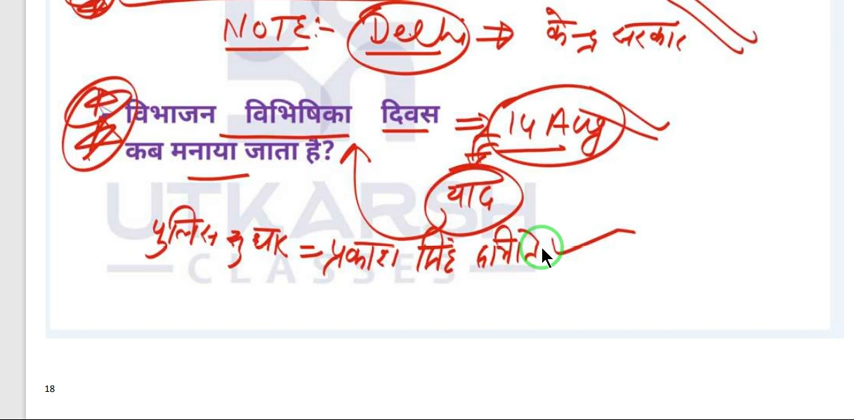 NOTE:- Delhi → केन्द्र सरकार
विभाजन विभिषिका दिवस ⇒ 14 Aug
कब मनाया जाता है?
याद
UTKARSH
पुलिस सुधार = प्रकाश सिंह समिति
CLASSES
18